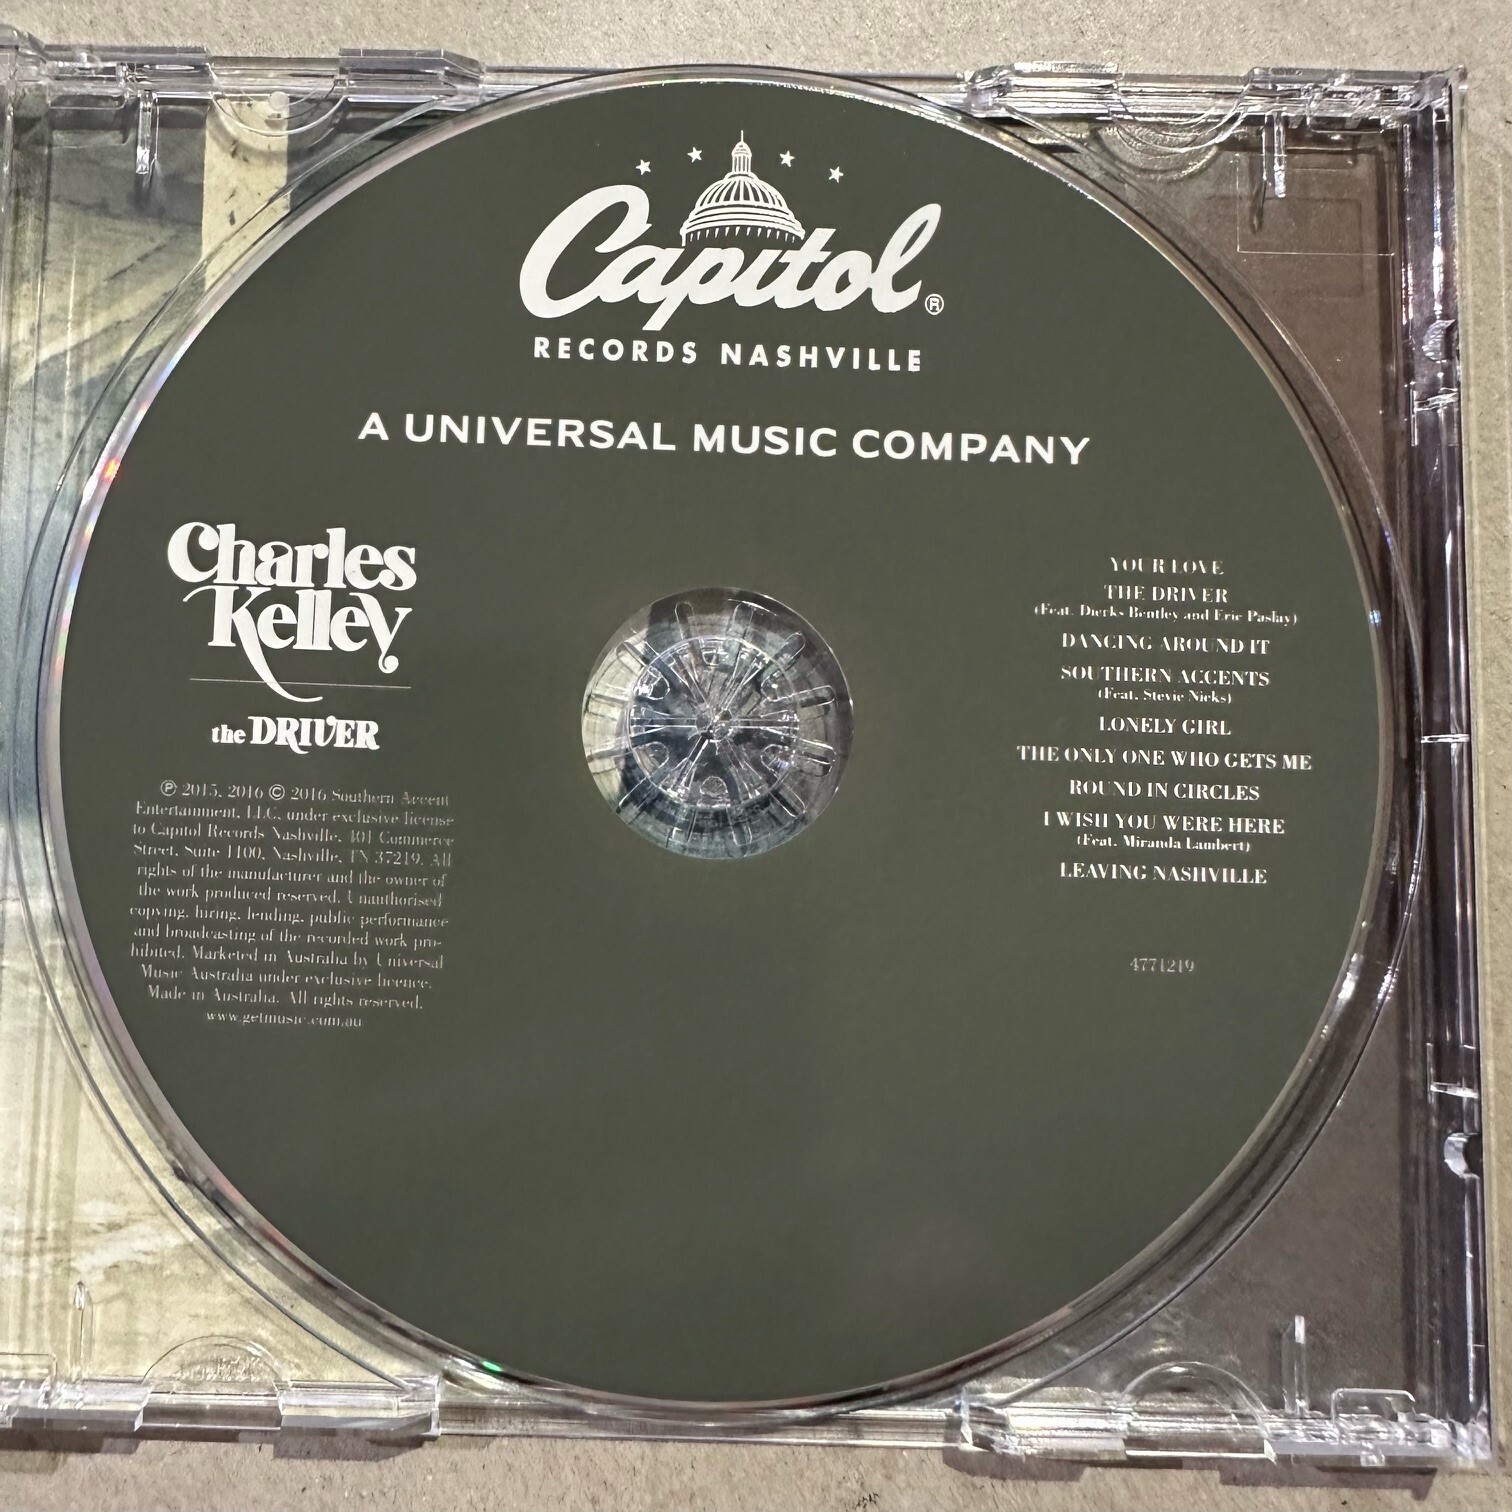 Capitol®
RECORDS NASHVILLE
A UNIVERSAL MUSIC COMPANY
Charles
Kelley
the DRIVER
℗ 2015, 2016 © 2016 Southern Accent
Entertainment, LLC, under exclusive license
to Capitol Records Nashville, 401 Commerce
Street, Suite 1100, Nashville, TN 37219. All
rights of the manufacturer and the owner of
the work produced reserved. Unauthorised
copying, hiring, lending, public performance
and broadcasting of the recorded work pro-
hibited. Marketed in Australia by Universal
Music Australia under exclusive licence.
Made in Australia. All rights reserved.
www.getmusic.com.au
YOUR LOVE
THE DRIVER
(Feat. Dierks Bentley and Eric Paslay)
DANCING AROUND IT
SOUTHERN ACCENTS
(Feat. Stevie Nicks)
LONELY GIRL
THE ONLY ONE WHO GETS ME
ROUND IN CIRCLES
I WISH YOU WERE HERE
(Feat. Miranda Lambert)
LEAVING NASHVILLE
4771219